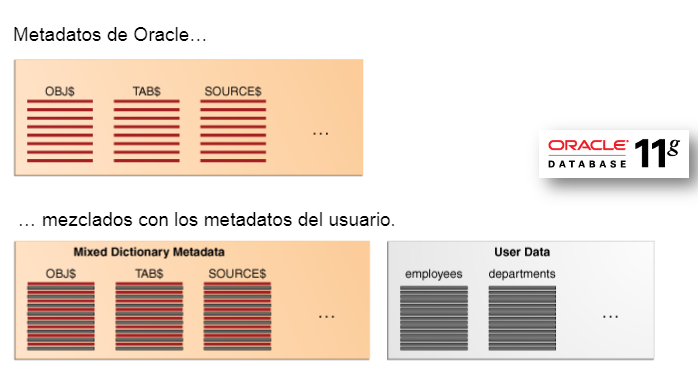 Metadatos de Oracle…
OBJ$ TAB$ SOURCE$
...
ORACLE®
DATABASE 11g
… mezclados con los metadatos del usuario.
Mixed Dictionary Metadata
OBJ$ TAB$ SOURCE$
...
User Data
employees departments
...